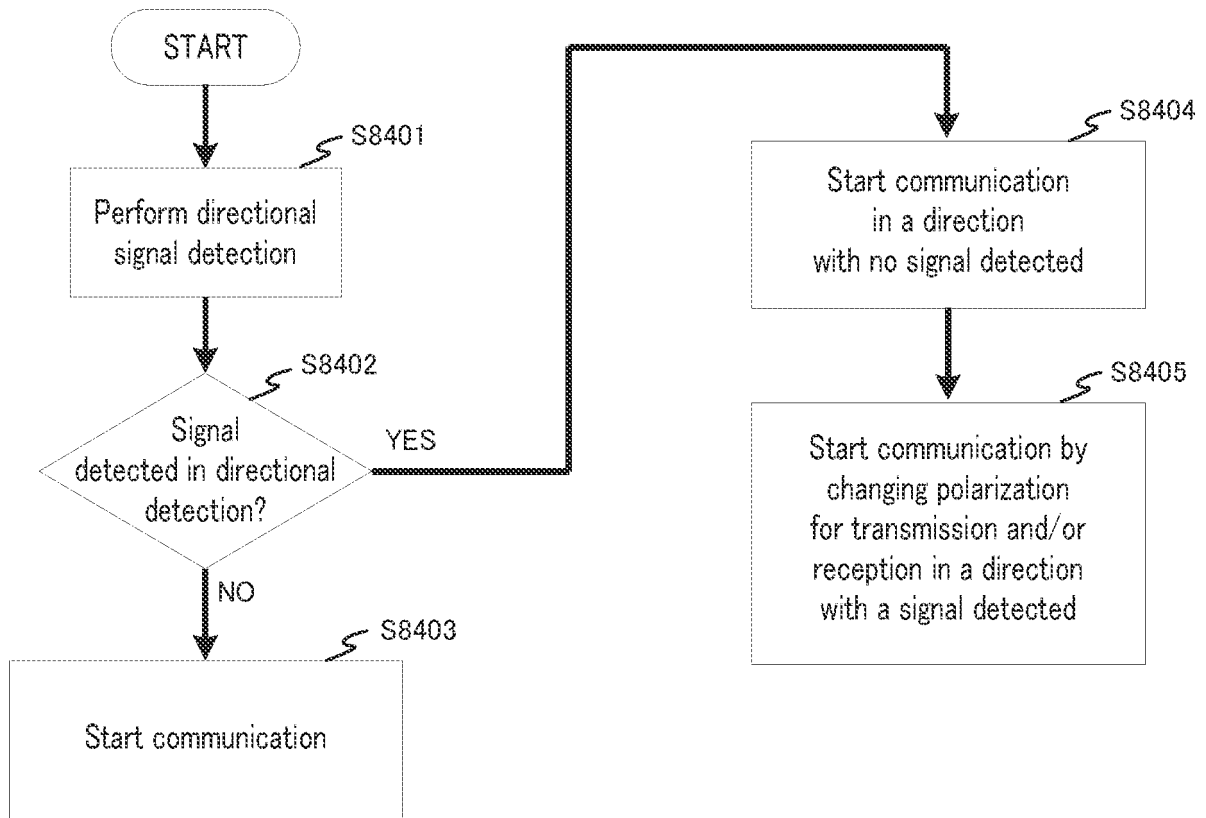 START
S8401
Perform directional
signal detection
S8402
Signal
detected in directional
detection?
YES
NO
S8403
Start communication
S8404
Start communication
in a direction
with no signal detected
S8405
Start communication by
changing polarization
for transmission and/or
reception in a direction
with a signal detected